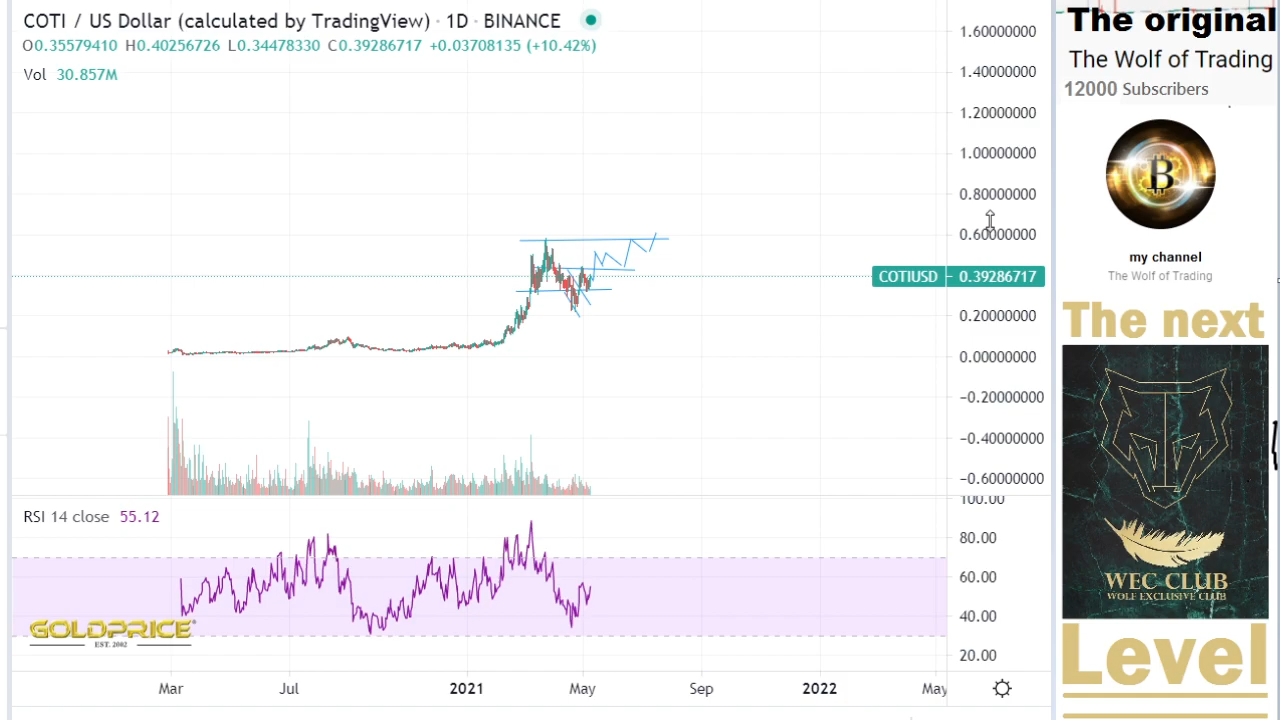 COTI / US Dollar (calculated by TradingView) · 1D · BINANCE
O0.35579410 H0.40256726 L0.34478330 C0.39286717 +0.03708135 (+10.42%)
Vol 30.857M
1.60000000
1.40000000
1.20000000
1.00000000
0.80000000
0.60000000
COTIUSD 0.39286717
0.20000000
0.00000000
−0.20000000
−0.40000000
−0.60000000
100.00
RSI 14 close 55.12
80.00
60.00
40.00
20.00
GOLDPRICE
EST. 2002
Mar Jul 2021 May Sep 2022 May
The original
The Wolf of Trading
12000 Subscribers
B
my channel
The Wolf of Trading
The next
WEC CLUB
WOLF EXCLUSIVE CLUB
Level